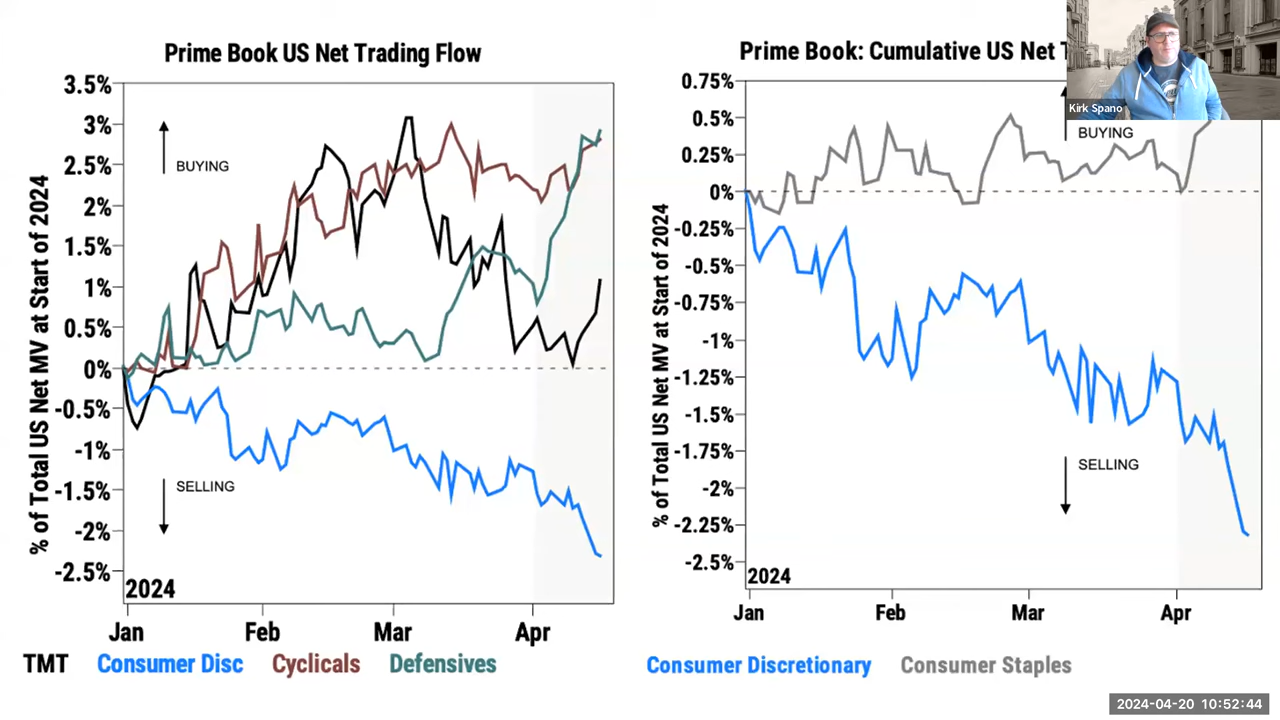 Prime Book US Net Trading Flow
% of Total US Net MV at Start of 2024
3.5%
3%
2.5%
2%
1.5%
1%
0.5%
0%
-0.5%
-1%
-1.5%
-2%
-2.5%
BUYING
SELLING
2024
Jan Feb Mar Apr
TMT Consumer Disc Cyclicals Defensives
Prime Book: Cumulative US Net
% of Total US Net MV at Start of 2024
0.75%
0.5%
0.25%
0%
-0.25%
-0.5%
-0.75%
-1%
-1.25%
-1.5%
-1.75%
-2%
-2.25%
-2.5%
BUYING
SELLING
2024
Jan Feb Mar Apr
Consumer Discretionary Consumer Staples
Kirk Spano
2024-04-20 10:52:44